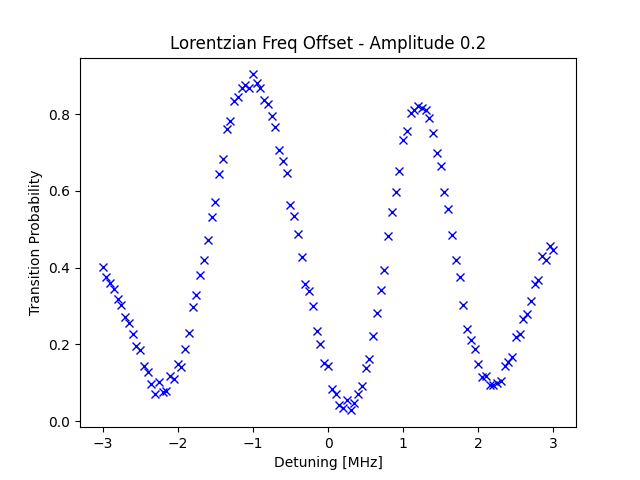 Lorentzian Freq Offset - Amplitude 0.2
Transition Probability
0.8
0.6
0.4
0.2
0.0
−3 −2 −1 0 1 2 3
Detuning [MHz]